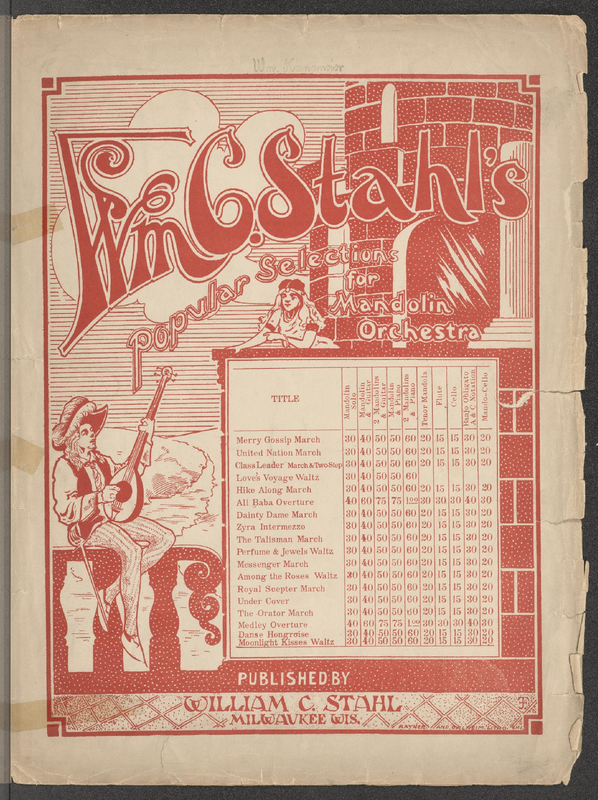 Wm. C. Stahl's
Popular Selections
for
Mandolin
Orchestra
TITLE | Mandolin Solo | Mandolin & Guitar | 2 Mandolins & Guitar | Mandolin & Piano | 2 Mandolins & Piano | Tenor Mandola | Flute | Cello | Banjo Obligato A & C Notation | Mando-Cello
Merry Gossip March 30 40 50 50 60 20 15 15 30 20
United Nation March 30 40 50 50 60 20 15 15 30 20
Class Leader March & Two Step 30 40 50 50 60 20 15 15 30 20
Love's Voyage Waltz 30 40 50 50 60
Hike Along March 30 40 50 50 60 20 15 15 30 20
Ali Baba Overture 40 60 75 75 1.00 30 30 30 40 30
Dainty Dame March 30 40 50 50 60 20 15 15 30 20
Zyra Intermezzo 30 40 50 50 60 20 15 15 30 20
The Talisman March 30 40 50 50 60 20 15 15 30 20
Perfume & Jewels Waltz 30 40 50 50 60 20 15 15 30 20
Messenger March 30 40 50 50 60 20 15 15 30 20
Among the Roses Waltz 30 40 50 50 60 20 15 15 30 20
Royal Scepter March 30 40 50 50 60 20 15 15 30 20
Under Cover 30 40 50 50 60 20 15 15 30 20
The Orator March 30 40 50 50 60 20 15 15 30 20
Medley Overture 40 60 75 75 1.00 30 30 30 40 30
Danse Hongroise 30 40 50 50 60 20 15 15 30 20
Moonlight Kisses Waltz 30 40 50 50 60 20 15 15 30 20
PUBLISHED BY
WILLIAM C. STAHL
MILWAUKEE WIS.